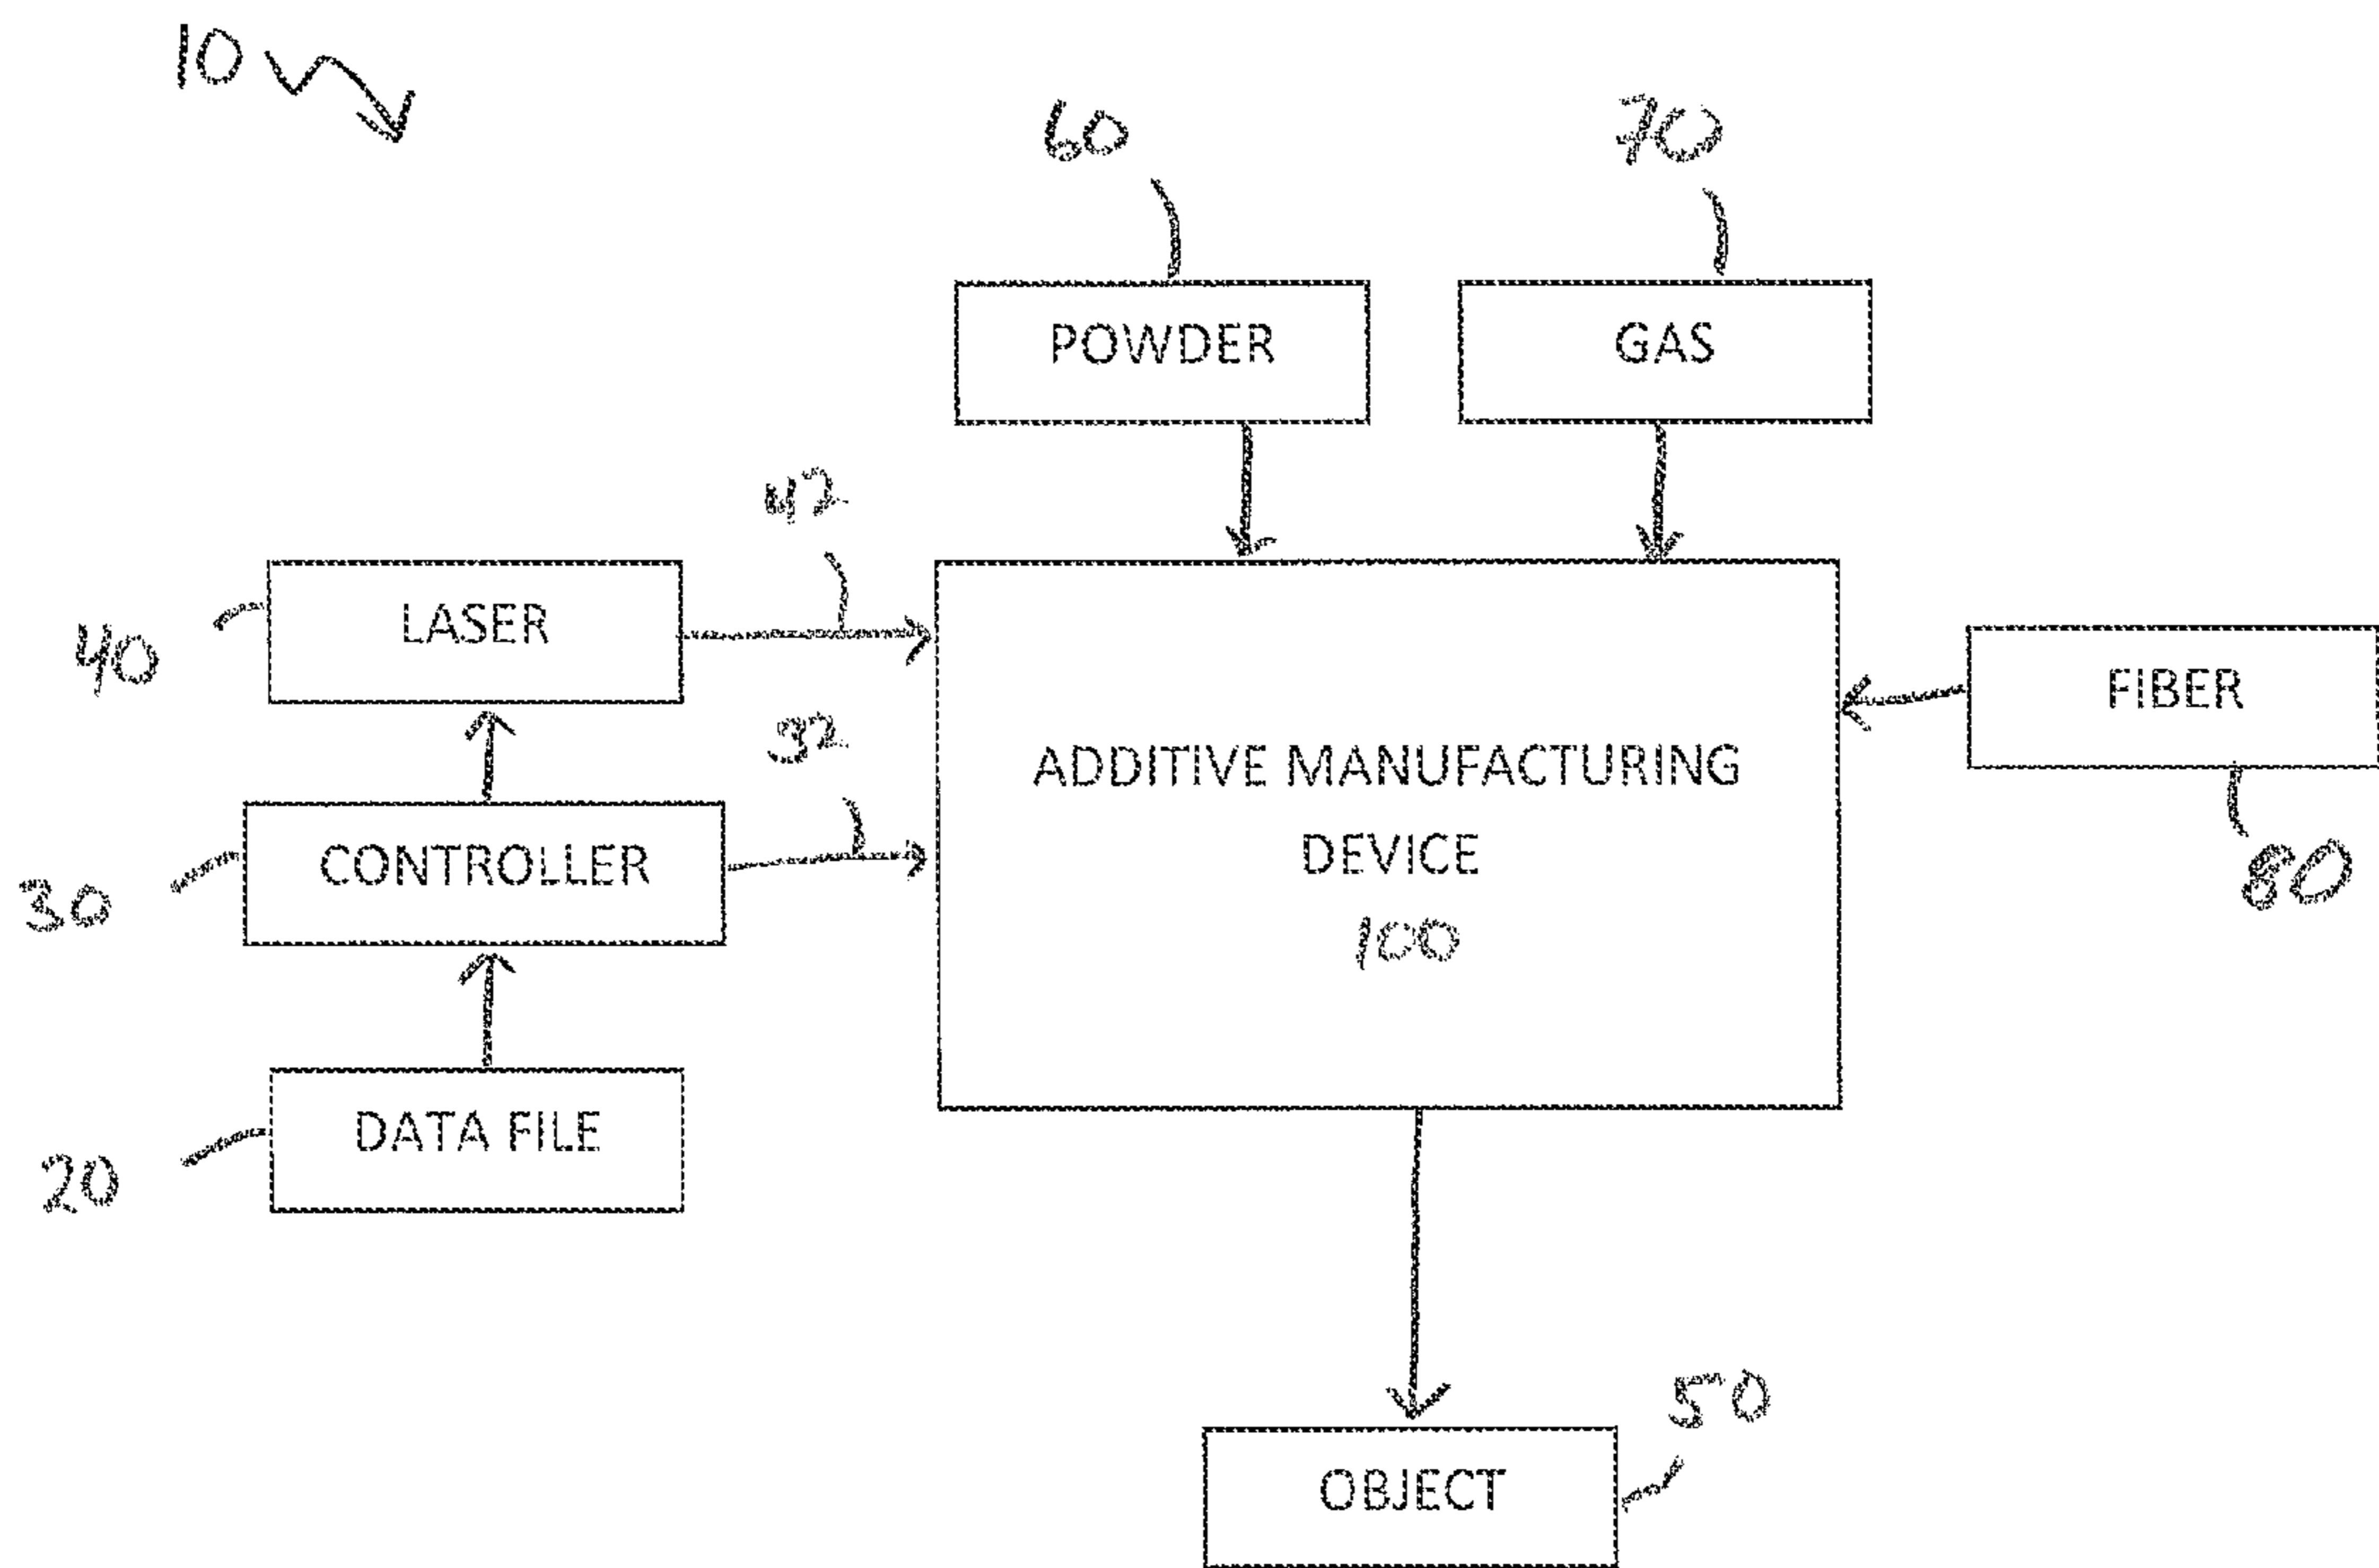 10
60
70
POWDER
GAS
42
LASER
40
32
FIBER
ADDITIVE MANUFACTURING
DEVICE
100
CONTROLLER
30
80
DATA FILE
20
50
OBJECT